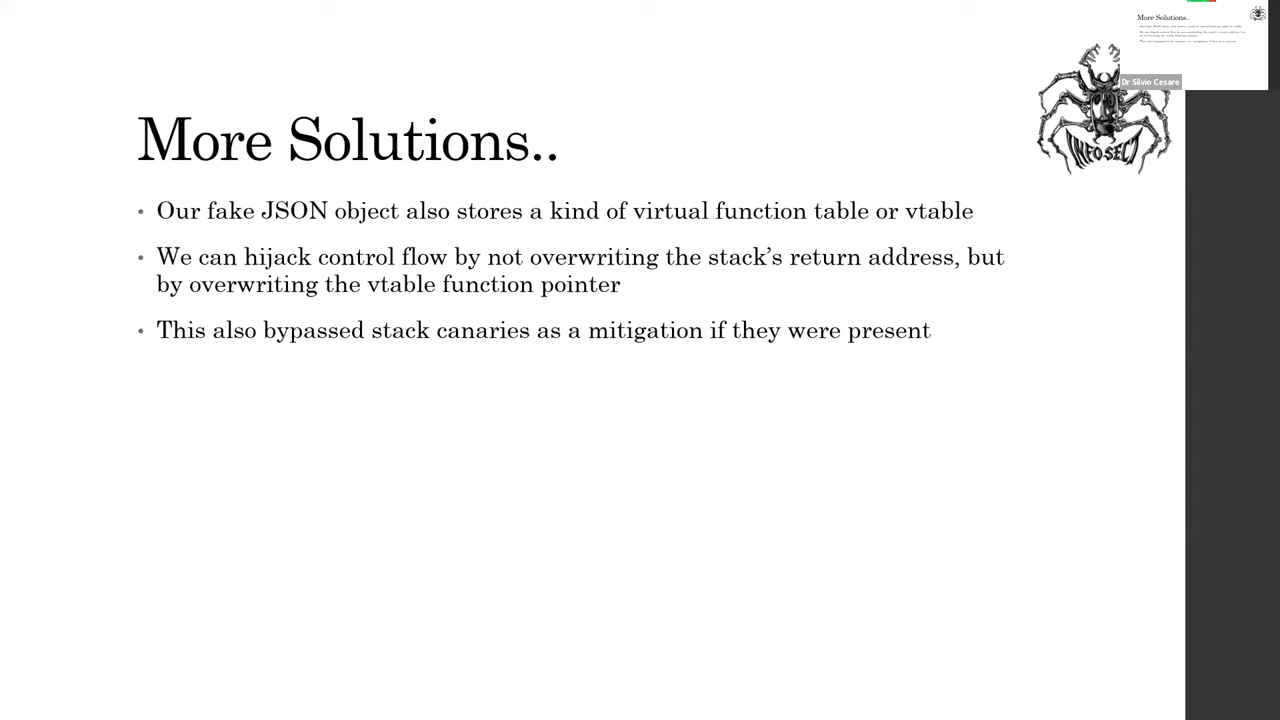 More Solutions..
Dr Silvio Cesare
INFOSECT
More Solutions..
• Our fake JSON object also stores a kind of virtual function table or vtable
• We can hijack control flow by not overwriting the stack’s return address, but
by overwriting the vtable function pointer
• This also bypassed stack canaries as a mitigation if they were present